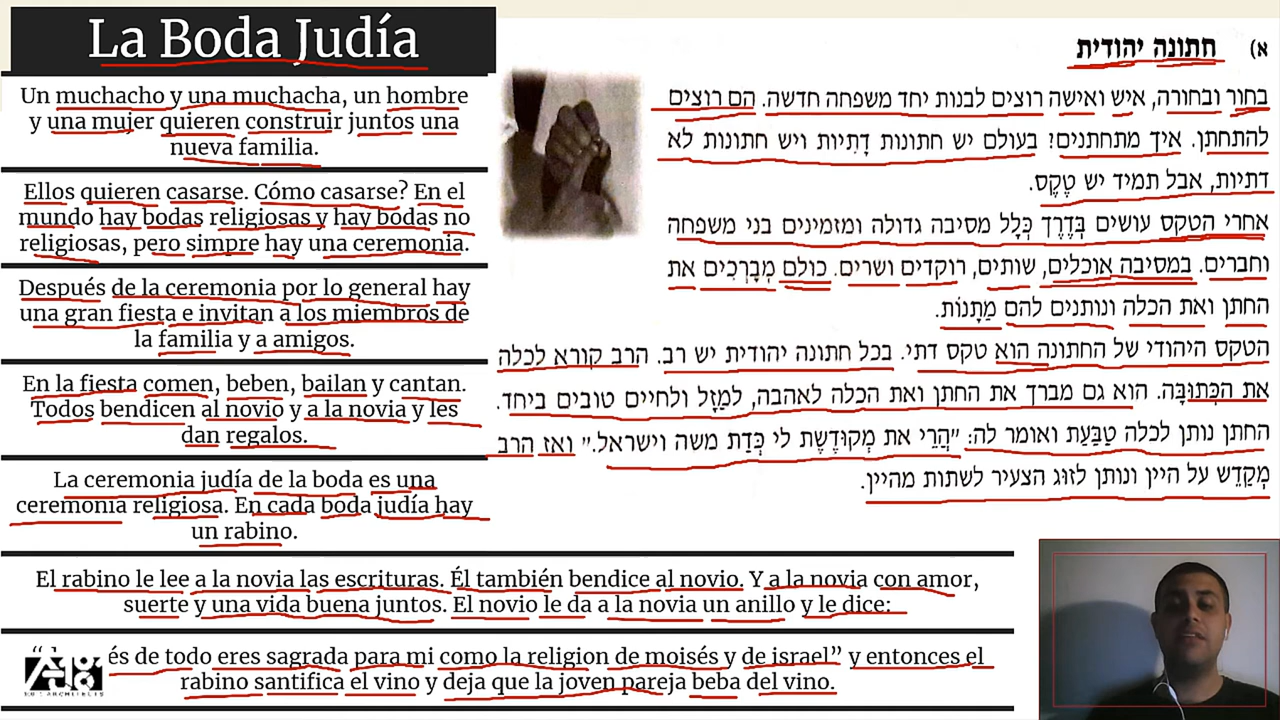 La Boda Judía
Un muchacho y una muchacha, un hombre
y una mujer quieren construir juntos una
nueva familia.
Ellos quieren casarse. Cómo casarse? En el
mundo hay bodas religiosas y hay bodas no
religiosas, pero simpre hay una ceremonia.
Después de la ceremonia por lo general hay
una gran fiesta e invitan a los miembros de
la familia y a amigos.
En la fiesta comen, beben, bailan y cantan.
Todos bendicen al novio y a la novia y les
dan regalos.
La ceremonia judía de la boda es una
ceremonia religiosa. En cada boda judía hay
un rabino.
El rabino le lee a la novia las escrituras. Él también bendice al novio. Y a la novia con amor,
suerte y una vida buena juntos. El novio le da a la novia un anillo y le dice:
és de todo eres sagrada para mi como la religion de moisés y de israel” y entonces el
rabino santifica el vino y deja que la joven pareja beba del vino.
א) חתונה יהודית
בחור ובחורה, איש ואישה רוצים לבנות יחד משפחה חדשה. הם רוצים
להתחתן. איך מתחתנים? בעולם יש חתונות דָתִיות ויש חתונות לא
דתיות, אבל תמיד יש טֶקֶס.
אחרי הטקס עושים בְּדֶרֶךְ כְּלָל מסיבה גדולה ומזמינים בני משפחה
וחברים. במסיבה אוכלים, שותים, רוקדים ושרים. כולם מְבָרְכִים את
החתן ואת הכלה ונותנים להם מַתָנוֹת.
הטקס היהודי של החתונה הוא טקס דתי. בכל חתונה יהודית יש רב. הרב קורא לכלה
את הכְּתוּבָּה. הוא גם מברך את החתן ואת הכלה לאהבה, למַזָל ולחיים טובים ביחד.
החתן נותן לכלה טַבַּעַת ואומר לה: "הֲרֵי את מְקוּדֶשֶת לי כְּדַת משה וישראל." ואז הרב
מְקַדֵש על היין ונותן לזוּג הצעיר לשתות מהיין.